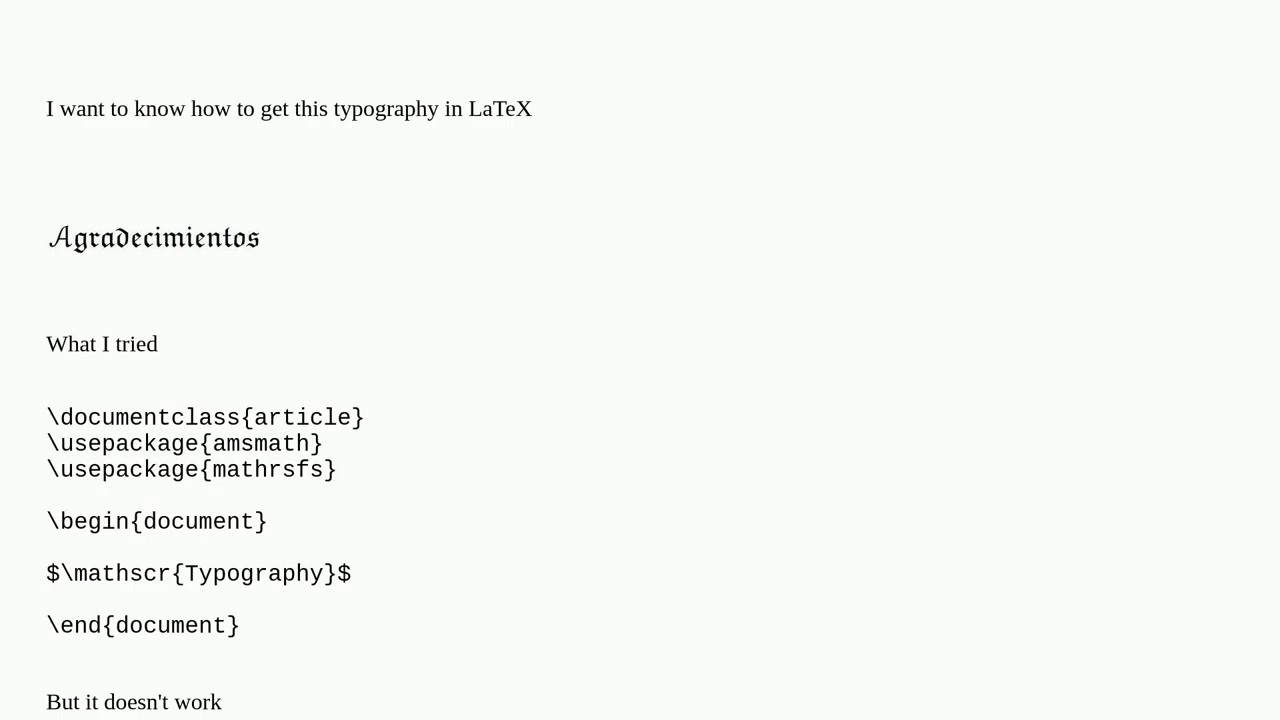 I want to know how to get this typography in LaTeX
Agradecimientos
What I tried
\documentclass{article}
\usepackage{amsmath}
\usepackage{mathrsfs}
\begin{document}
$\mathscr{Typography}$
\end{document}
But it doesn't work